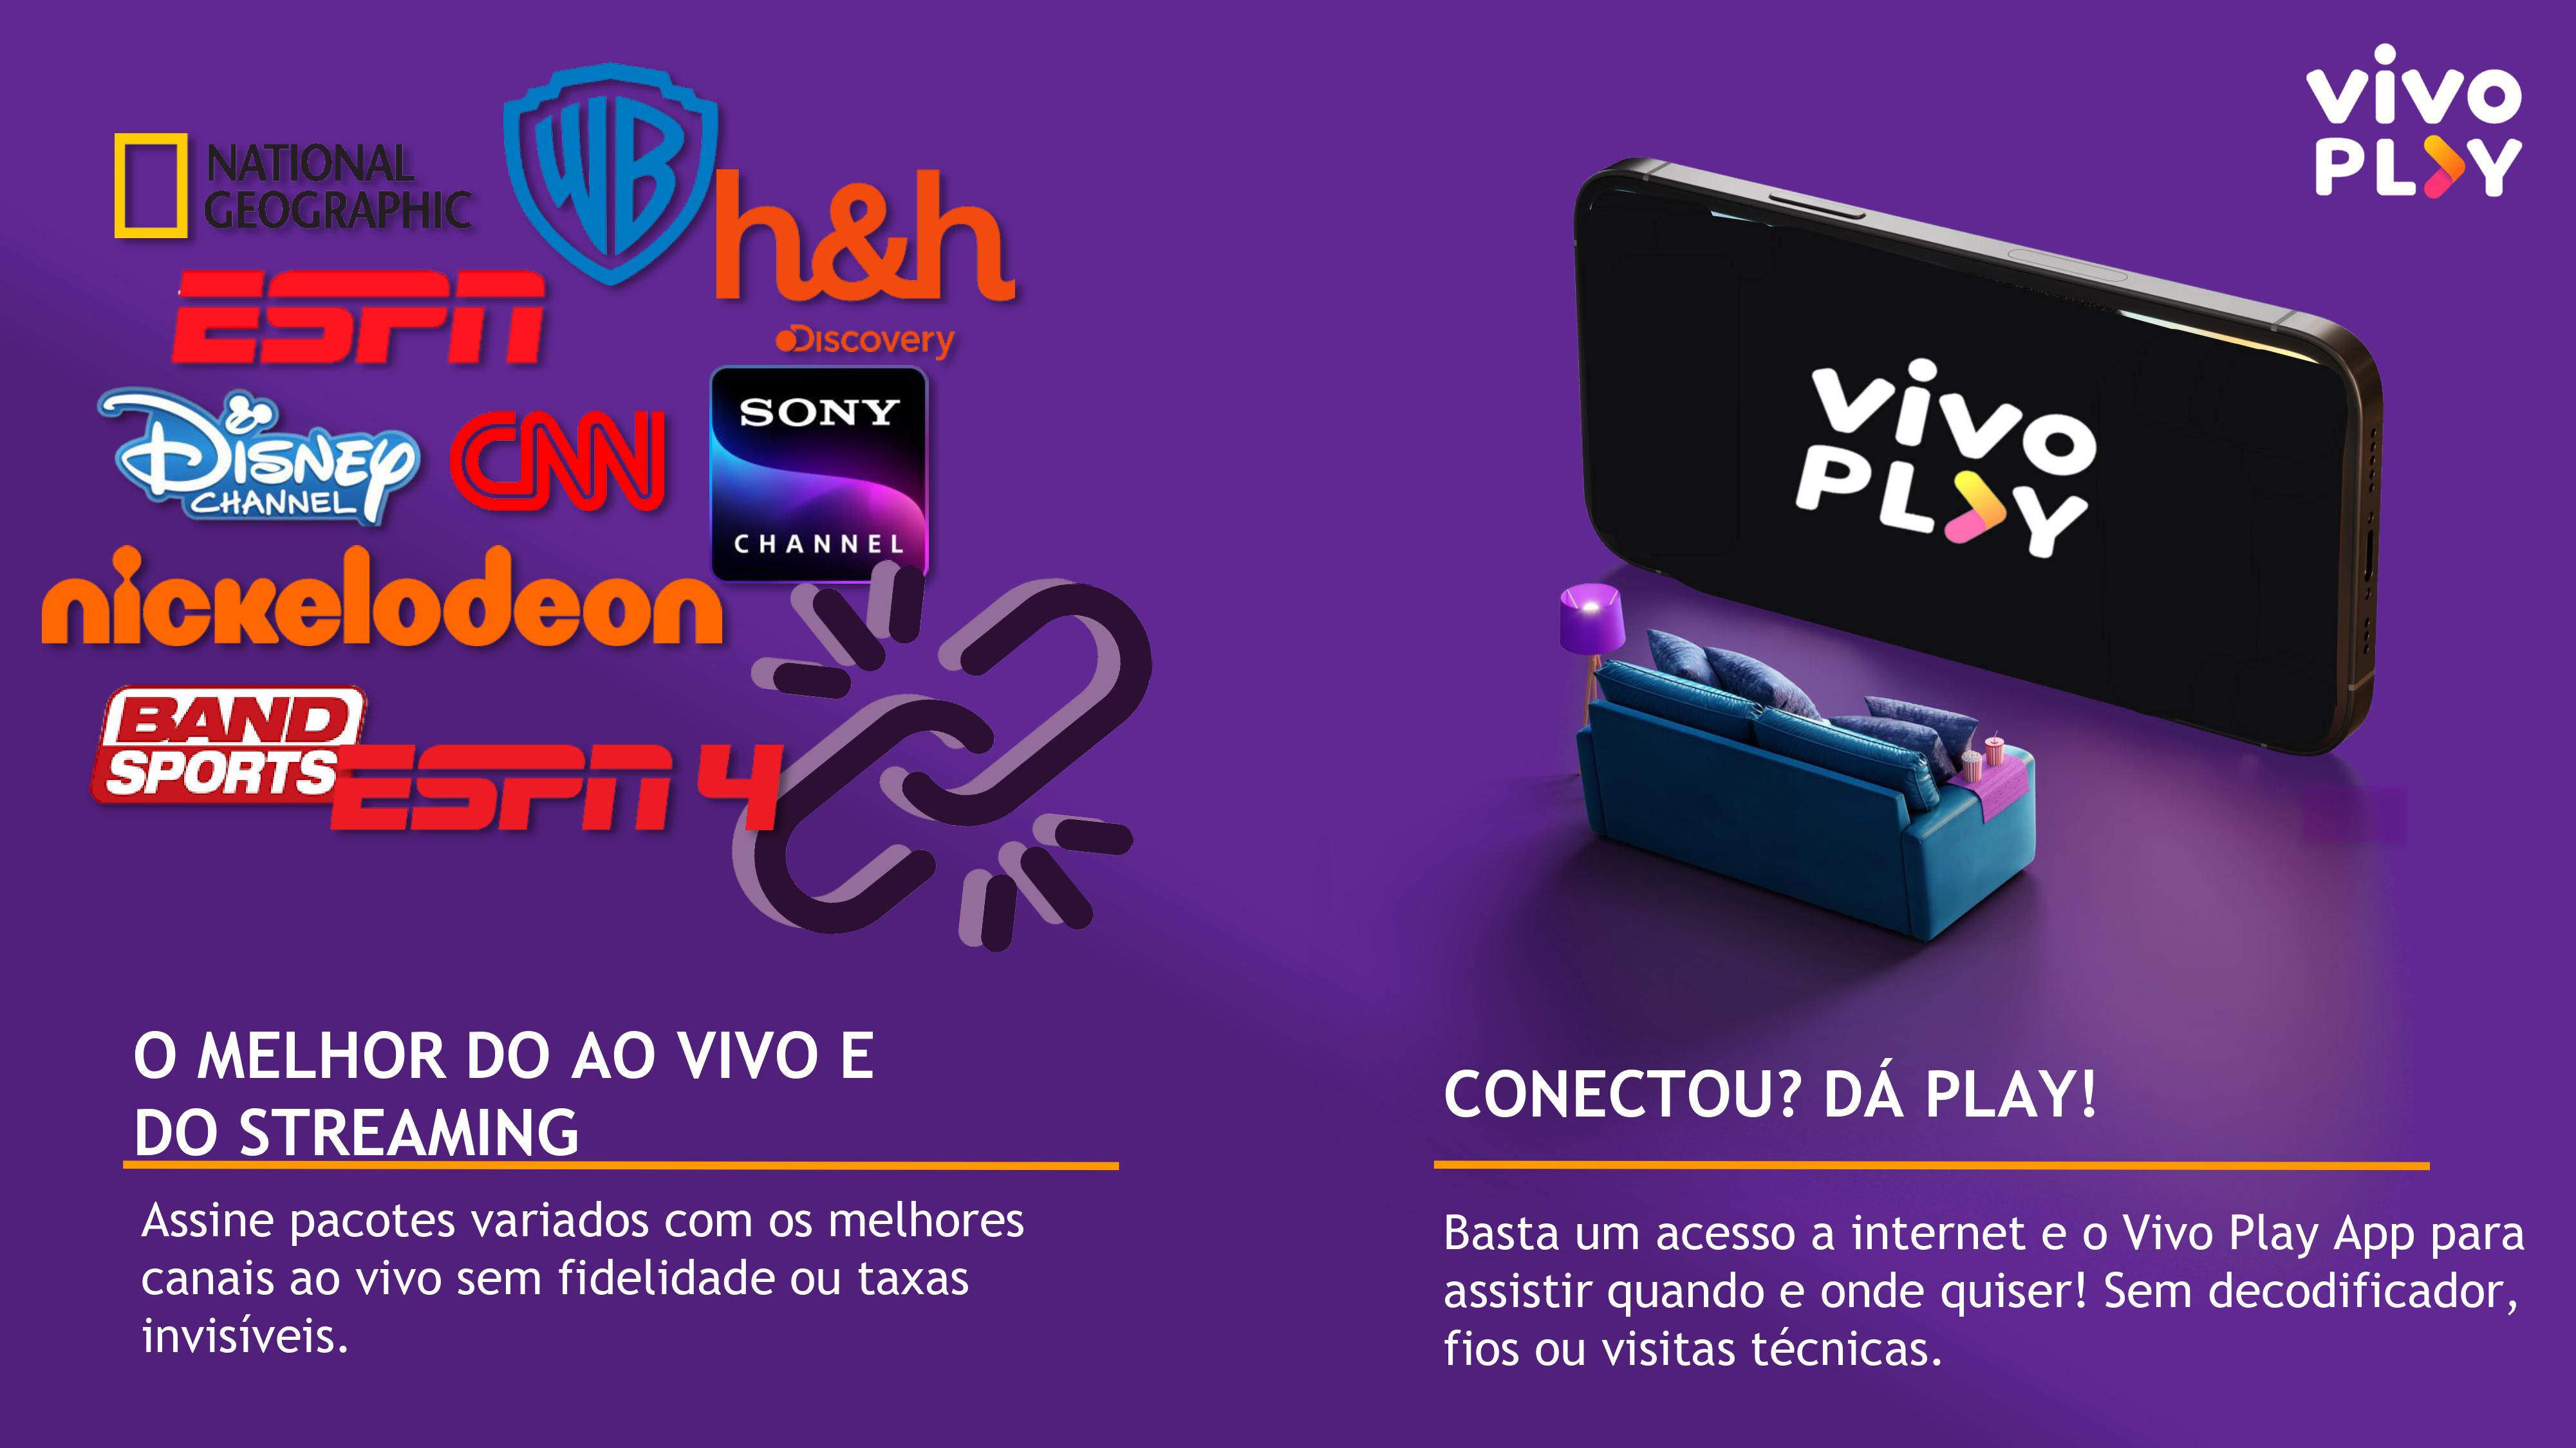 vivo
PLAY
NATIONAL
GEOGRAPHIC
WB
h&h
Discovery
ESPN
Disney
CHANNEL
CNN
SONY
CHANNEL
nickelodeon
BAND
SPORTS
ESPN 4
vivo
PLAY
O MELHOR DO AO VIVO E
DO STREAMING
Assine pacotes variados com os melhores
canais ao vivo sem fidelidade ou taxas
invisíveis.
CONECTOU? DÁ PLAY!
Basta um acesso a internet e o Vivo Play App para
assistir quando e onde quiser! Sem decodificador,
fios ou visitas técnicas.